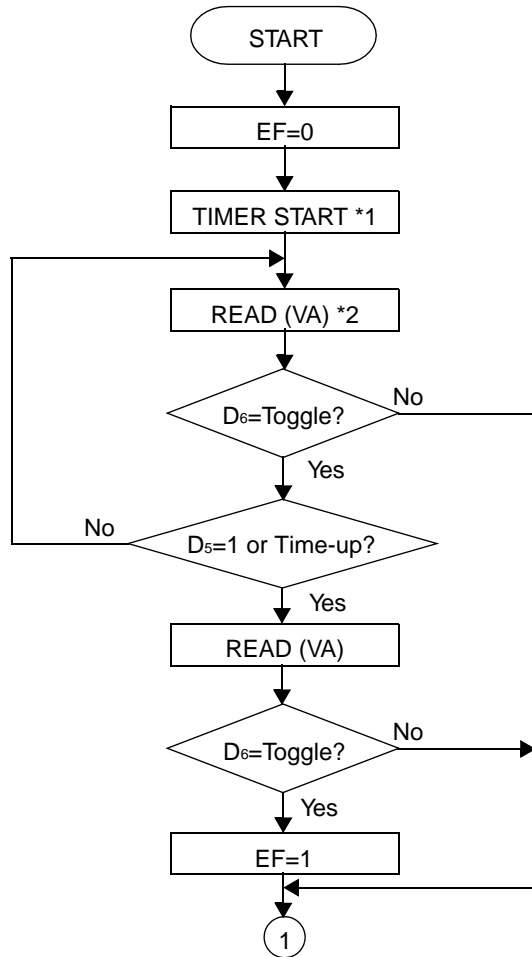 START
EF=0
TIMER START *1
READ (VA) *2
D₆=Toggle?
No
Yes
D₅=1 or Time-up?
No
Yes
READ (VA)
D₆=Toggle?
No
Yes
EF=1
1